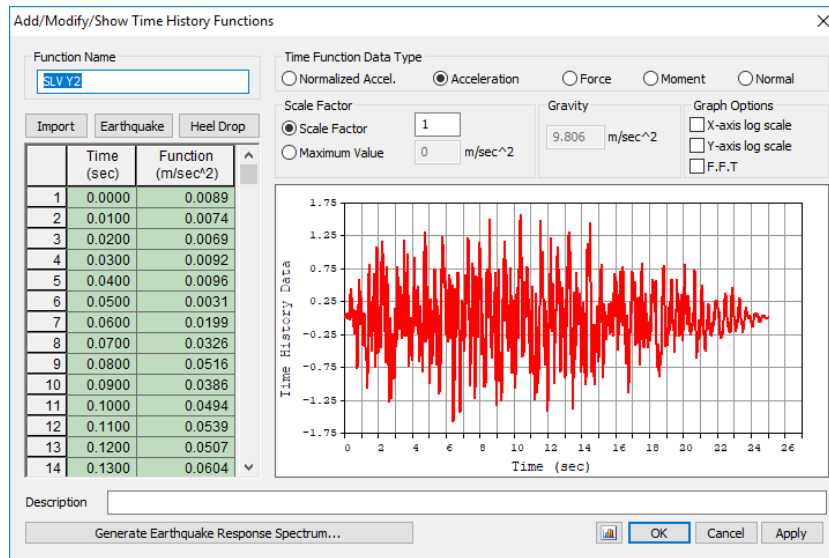 Add/Modify/Show Time History Functions
Function Name
SLV Y2
Time Function Data Type
Normalized Accel. Acceleration Force Moment Normal
Import Earthquake Heel Drop
Scale Factor
Scale Factor 1
Maximum Value 0 m/sec^2
Gravity
9.806 m/sec^2
Graph Options
X-axis log scale
Y-axis log scale
F.F.T
Time (sec) Function (m/sec^2)
1 0.0000 0.0089
2 0.0100 0.0074
3 0.0200 0.0069
4 0.0300 0.0092
5 0.0400 0.0096
6 0.0500 0.0031
7 0.0600 0.0199
8 0.0700 0.0326
9 0.0800 0.0516
10 0.0900 0.0386
11 0.1000 0.0494
12 0.1100 0.0539
13 0.1200 0.0507
14 0.1300 0.0604
Time History Data
1.75
1.25
0.75
0.25
-0.25
-0.75
-1.25
-1.75
0 2 4 6 8 10 12 14 16 18 20 22 24 26
Time (sec)
Description
Generate Earthquake Response Spectrum...
OK Cancel Apply